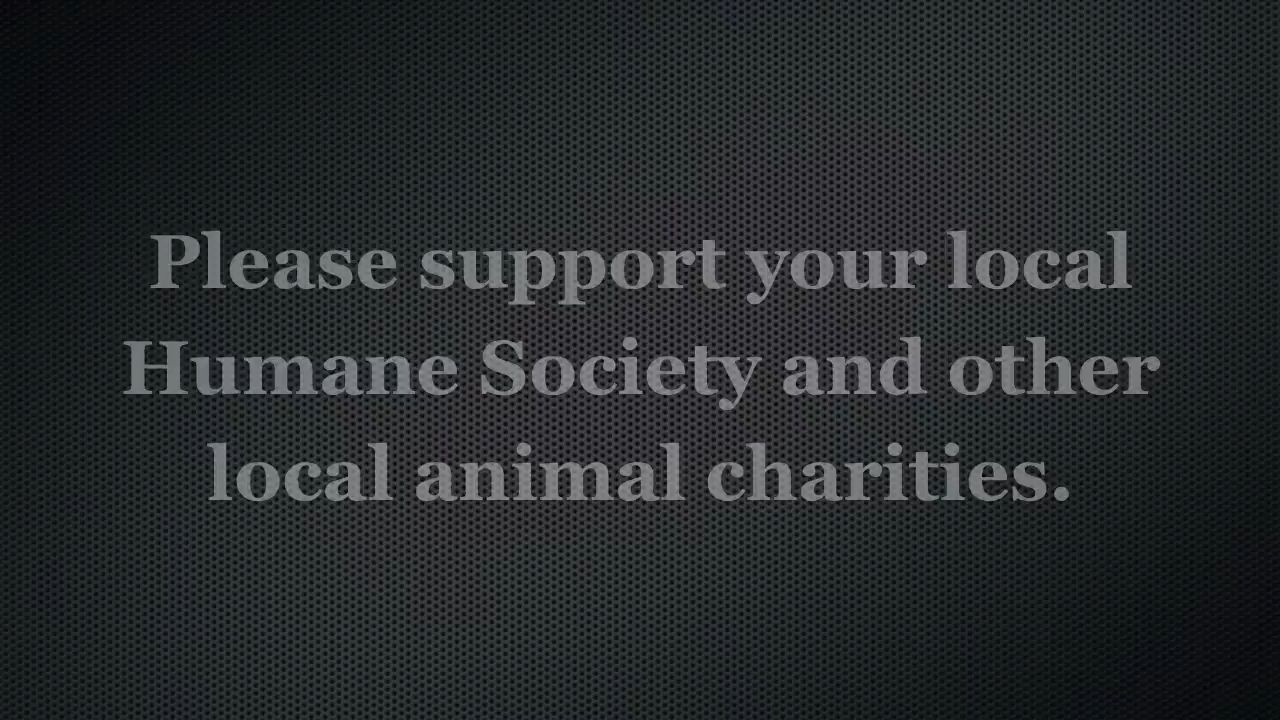 Please support your local
Humane Society and other
local animal charities.